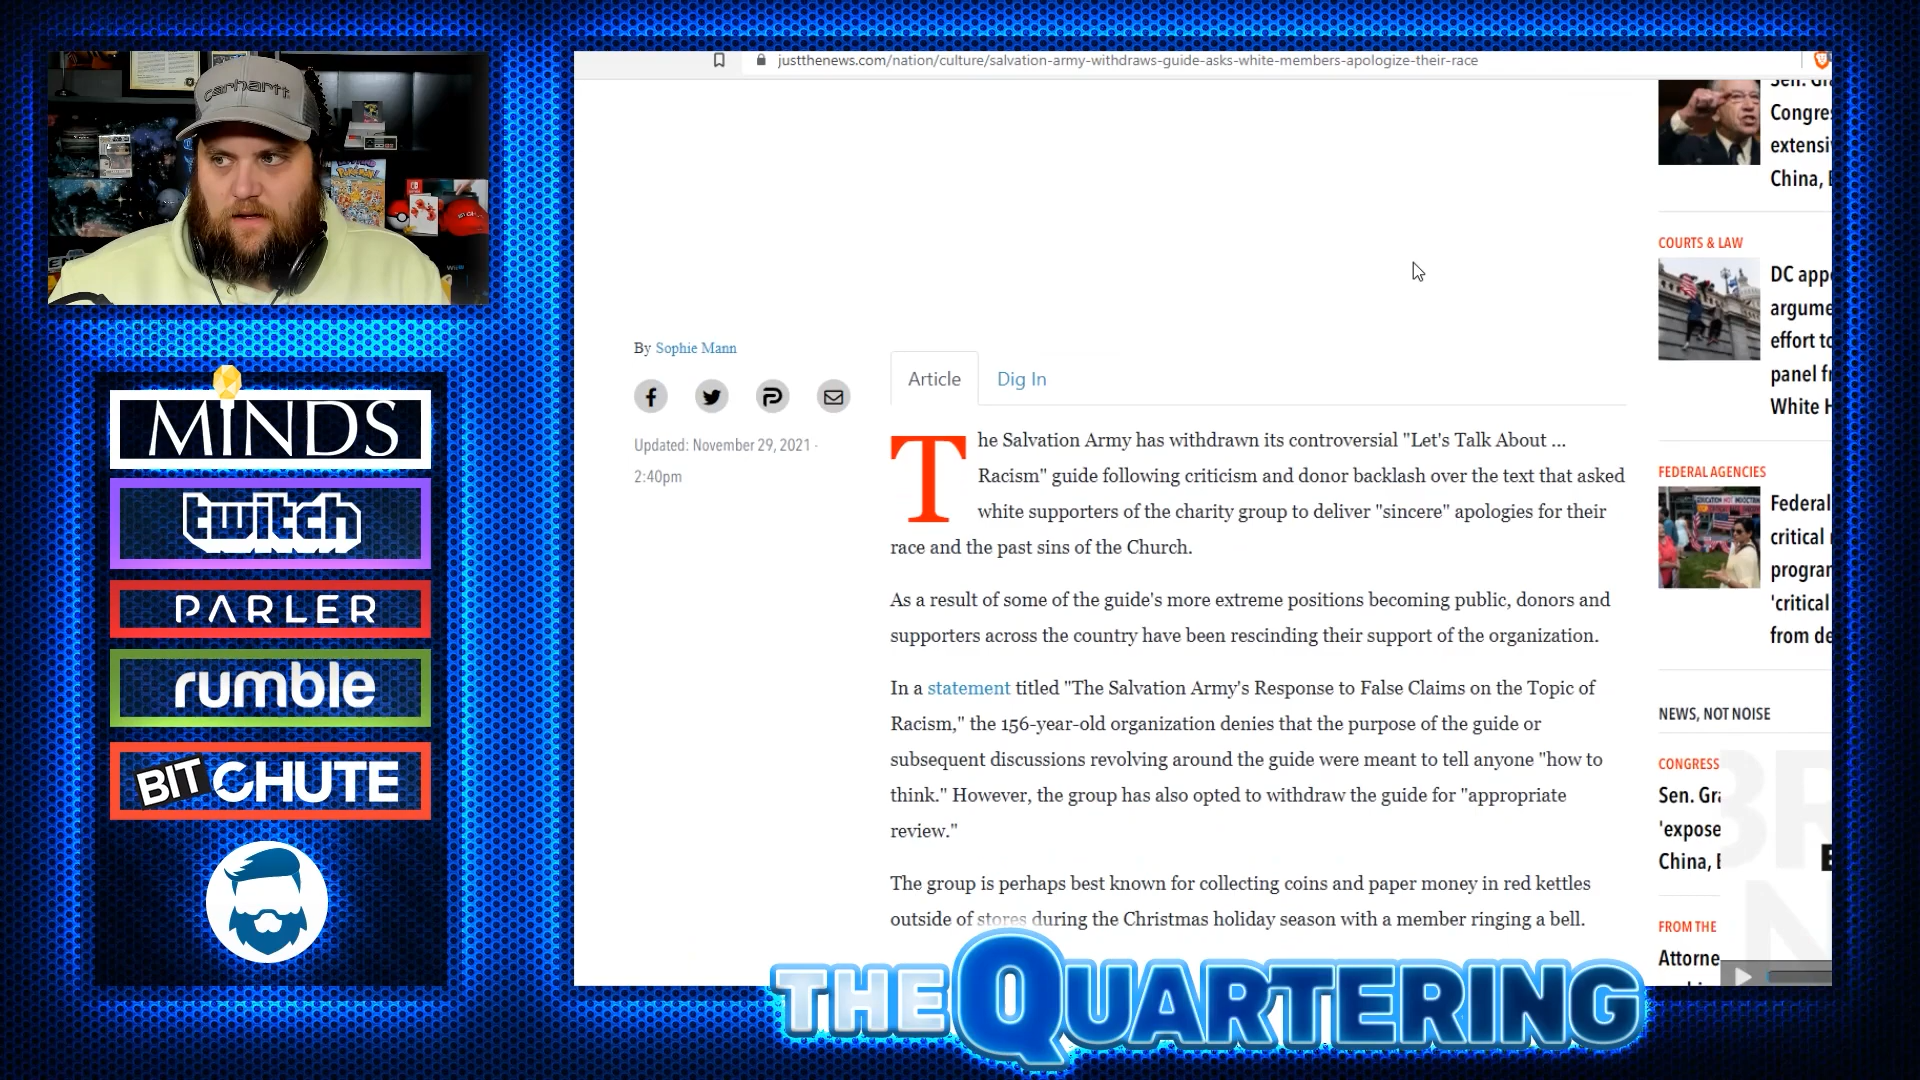 carhartt
POKEMON
Wii
MINDS
twitch
PARLER
rumble
BIT CHUTE
justthenews.com/nation/culture/salvation-army-withdraws-guide-asks-white-members-apologize-their-race
By Sophie Mann
Updated: November 29, 2021 -
2:40pm
Article
Dig In
The Salvation Army has withdrawn its controversial "Let's Talk About ...
Racism" guide following criticism and donor backlash over the text that asked
white supporters of the charity group to deliver "sincere" apologies for their
race and the past sins of the Church.
As a result of some of the guide's more extreme positions becoming public, donors and
supporters across the country have been rescinding their support of the organization.
In a statement titled "The Salvation Army's Response to False Claims on the Topic of
Racism," the 156-year-old organization denies that the purpose of the guide or
subsequent discussions revolving around the guide were meant to tell anyone "how to
think." However, the group has also opted to withdraw the guide for "appropriate
review."
The group is perhaps best known for collecting coins and paper money in red kettles
outside of stores during the Christmas holiday season with a member ringing a bell.
Sen. Gra
Congres
extensi
China, E
COURTS & LAW
DC app
argume
effort to
panel f
White H
FEDERAL AGENCIES
Federal
critical
progra
'critical
from de
NEWS, NOT NOISE
CONGRESS
Sen. Gra
'expose
China, E
FROM THE
Attorne
THE QUARTERING